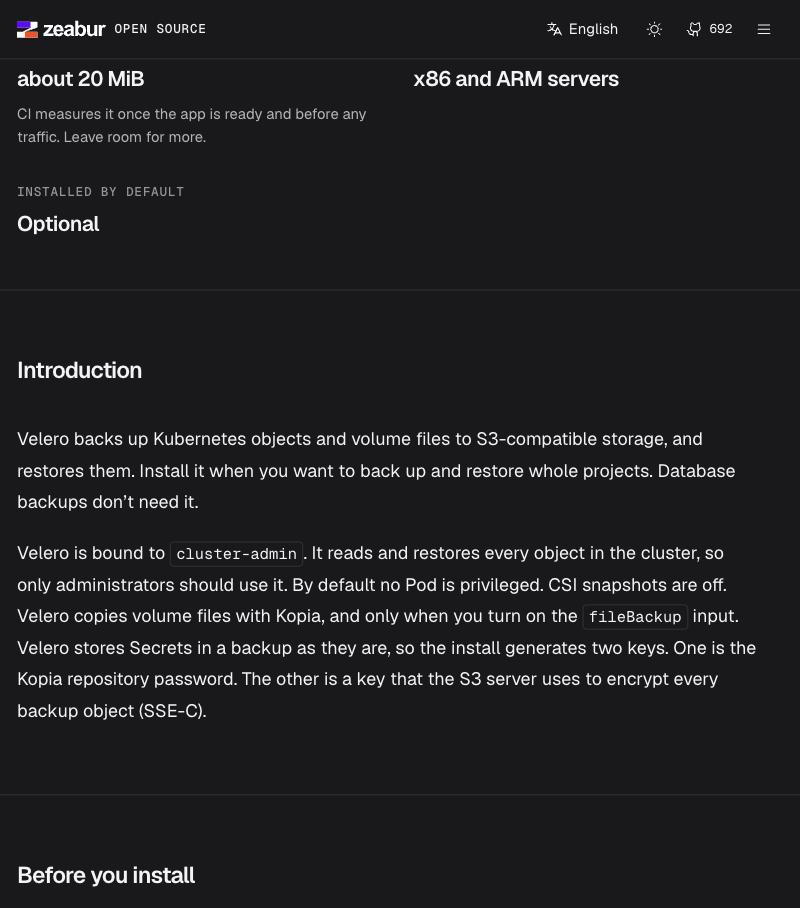 zeabur OPEN SOURCE
English
692
about 20 MiB
x86 and ARM servers
CI measures it once the app is ready and before any
traffic. Leave room for more.
INSTALLED BY DEFAULT
Optional
Introduction
Velero backs up Kubernetes objects and volume files to S3-compatible storage, and
restores them. Install it when you want to back up and restore whole projects. Database
backups don’t need it.
Velero is bound to cluster-admin. It reads and restores every object in the cluster, so
only administrators should use it. By default no Pod is privileged. CSI snapshots are off.
Velero copies volume files with Kopia, and only when you turn on the fileBackup input.
Velero stores Secrets in a backup as they are, so the install generates two keys. One is the
Kopia repository password. The other is a key that the S3 server uses to encrypt every
backup object (SSE-C).
Before you install